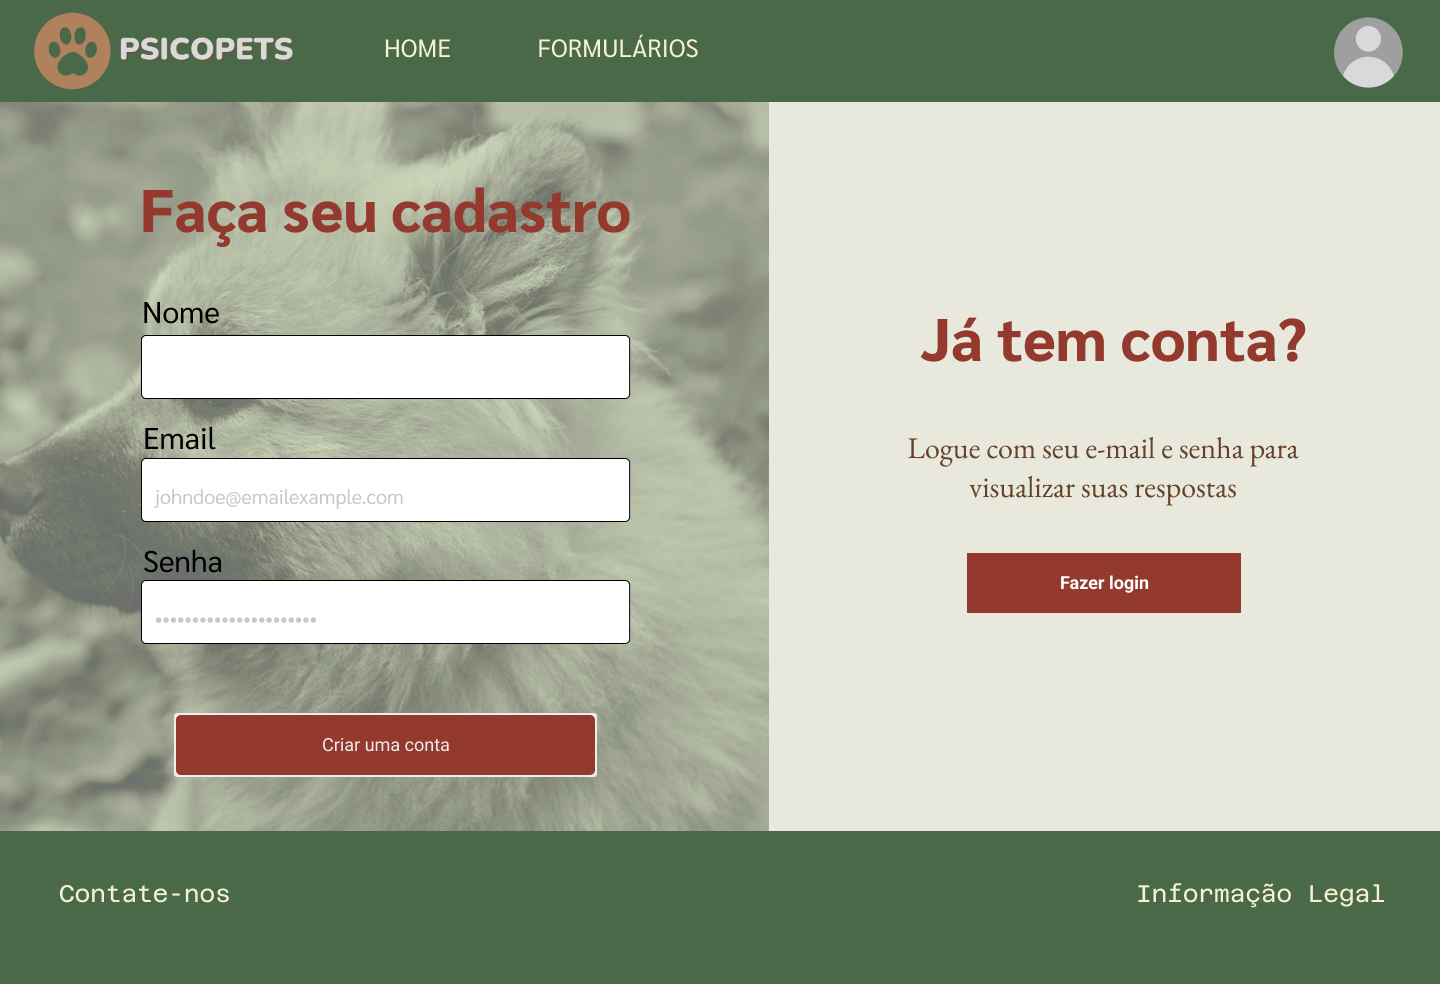 PSICOPETS
HOME
FORMULÁRIOS
Faça seu cadastro
Nome
Email
johndoe@emailexample.com
Senha
••••••••••••••••••••••
Criar uma conta
Já tem conta?
Logue com seu e-mail e senha para
visualizar suas respostas
Fazer login
Contate-nos
Informação Legal